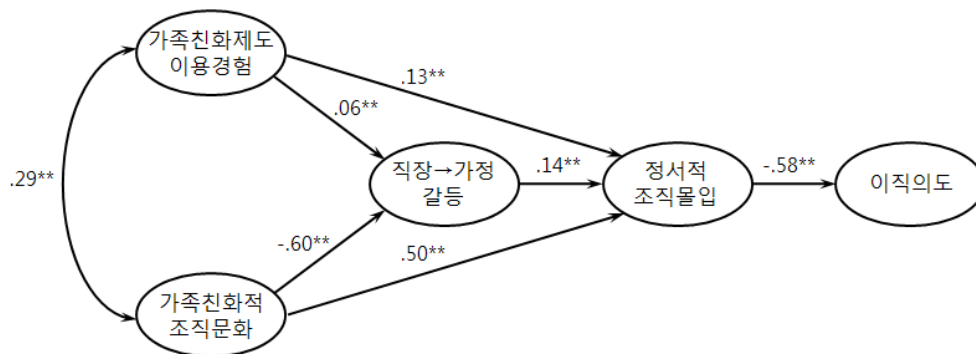 가족친화제도
이용경험
.13**
.06**
.29**
직장→가정
갈등
.14**
정서적
조직몰입
-.58**
이직의도
-.60**
.50**
가족친화적
조직문화